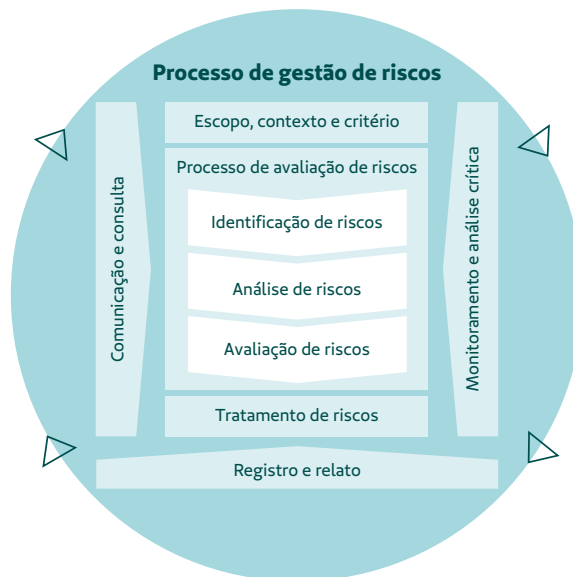 Processo de gestão de riscos
Escopo, contexto e critério
Processo de avaliação de riscos
Identificação de riscos
Análise de riscos
Avaliação de riscos
Tratamento de riscos
Comunicação e consulta
Monitoramento e análise crítica
Registro e relato